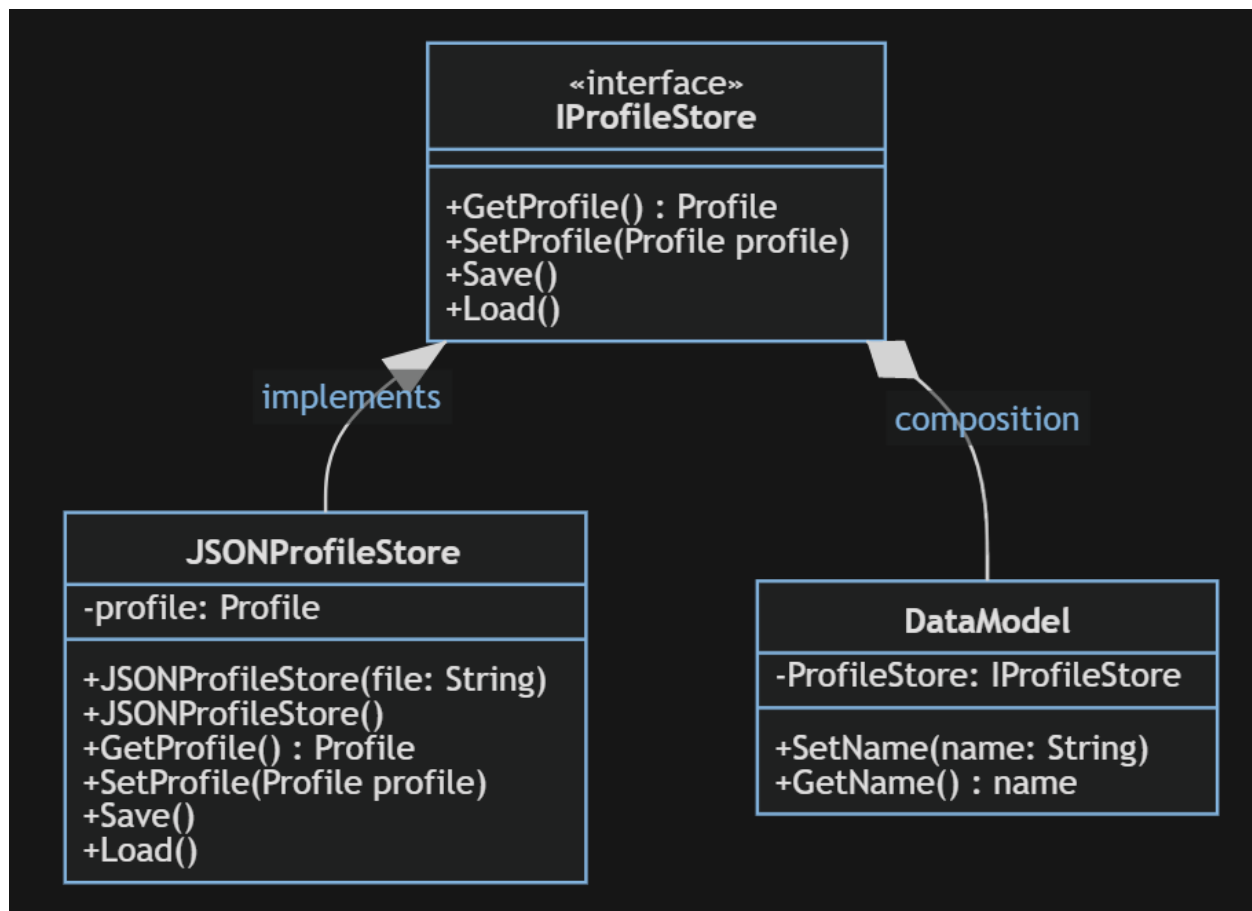 «interface»
IProfileStore
+GetProfile() : Profile
+SetProfile(Profile profile)
+Save()
+Load()
implements
composition
JSONProfileStore
-profile: Profile
+JSONProfileStore(file: String)
+JSONProfileStore()
+GetProfile() : Profile
+SetProfile(Profile profile)
+Save()
+Load()
DataModel
-ProfileStore: IProfileStore
+SetName(name: String)
+GetName() : name